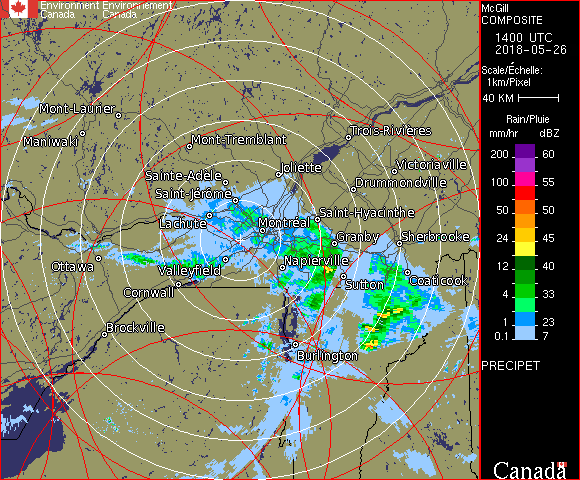 Environment Environnement
Canada Canada
McGill
COMPOSITE
1400 UTC
2018-05-26
Scale/Échelle:
1km/Pixel
40 KM
Rain/Pluie
mm/hr dBZ
200 60
100 55
50 50
24 45
12 40
4 33
1 23
0.1 7
PRECIPET
Canada
Mont-Laurier
Maniwaki
Mont-Tremblant
Trois-Rivières
Sainte-Adèle
Joliette
Victoriaville
Saint-Jérôme
Drummondville
Lachute
Montréal
Saint-Hyacinthe
Granby
Sherbrooke
Ottawa
Valleyfield
Napierville
Cornwall
Sutton
Coaticook
Brockville
Burlington